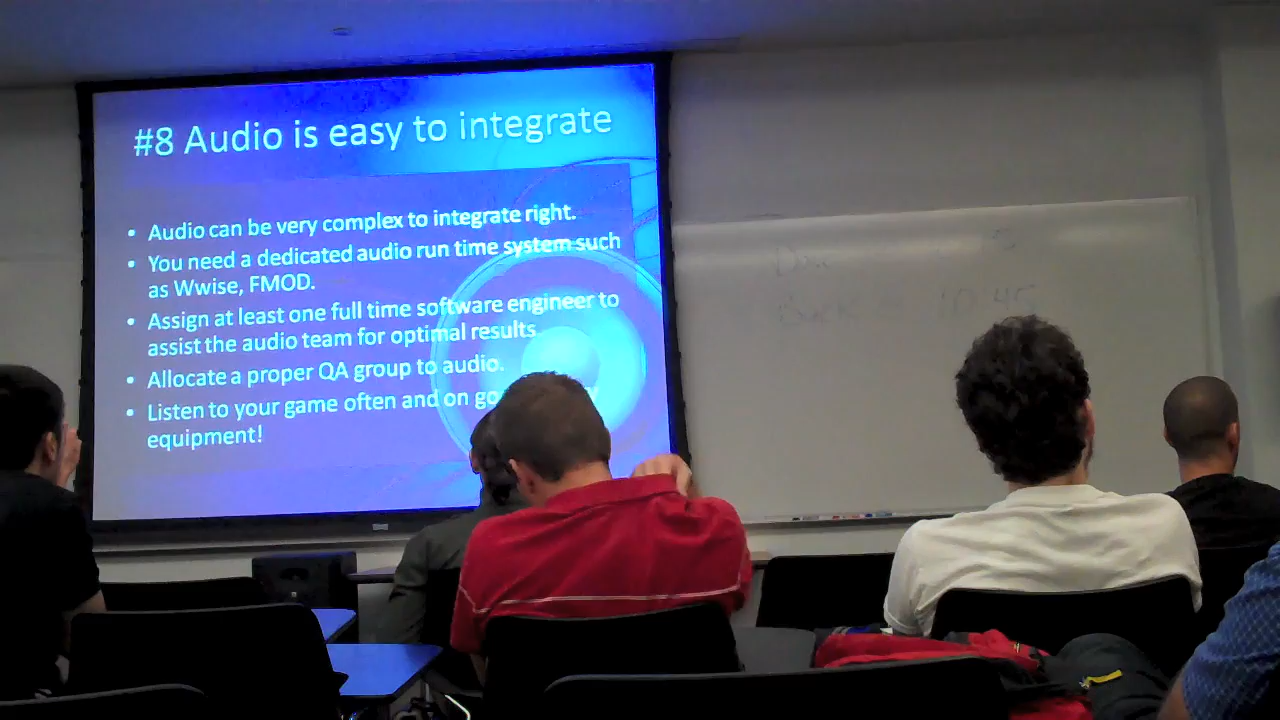 #8 Audio is easy to integrate
• Audio can be very complex to integrate right.
• You need a dedicated audio run time system such
as Wwise, FMOD.
• Assign at least one full time software engineer to
assist the audio team for optimal results
• Allocate a proper QA group to audio.
• Listen to your game often and on
equipment!
10:45